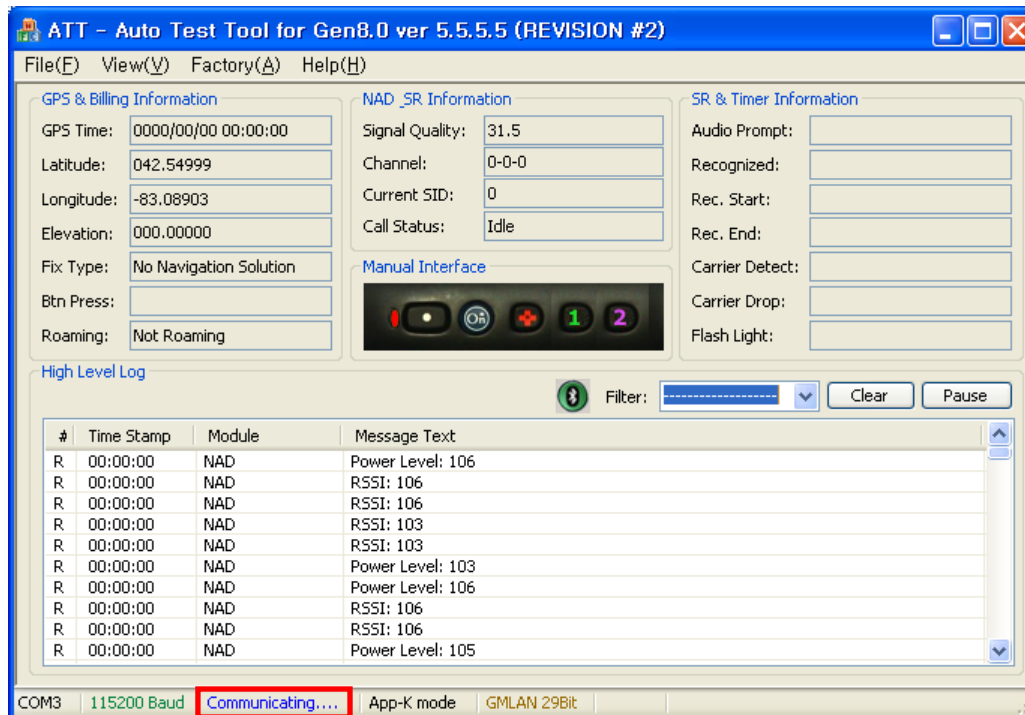 ATT - Auto Test Tool for Gen8.0 ver 5.5.5.5 (REVISION #2)
File(F) View(V) Factory(A) Help(H)
GPS & Billing Information
GPS Time: 0000/00/00 00:00:00
Latitude: 042.54999
Longitude: -83.08903
Elevation: 000.00000
Fix Type: No Navigation Solution
Btn Press:
Roaming: Not Roaming
NAD _SR Information
Signal Quality: 31.5
Channel: 0-0-0
Current SID: 0
Call Status: Idle
Manual Interface
On 1 2
SR & Timer Information
Audio Prompt:
Recognized:
Rec. Start:
Rec. End:
Carrier Detect:
Carrier Drop:
Flash Light:
High Level Log
Filter: ------------------- Clear Pause
# Time Stamp Module Message Text
R 00:00:00 NAD Power Level: 106
R 00:00:00 NAD RSSI: 106
R 00:00:00 NAD RSSI: 106
R 00:00:00 NAD RSSI: 103
R 00:00:00 NAD RSSI: 103
R 00:00:00 NAD Power Level: 103
R 00:00:00 NAD Power Level: 106
R 00:00:00 NAD RSSI: 106
R 00:00:00 NAD RSSI: 106
R 00:00:00 NAD Power Level: 105
COM3 115200 Baud Communicating.... App-K mode GMLAN 29Bit